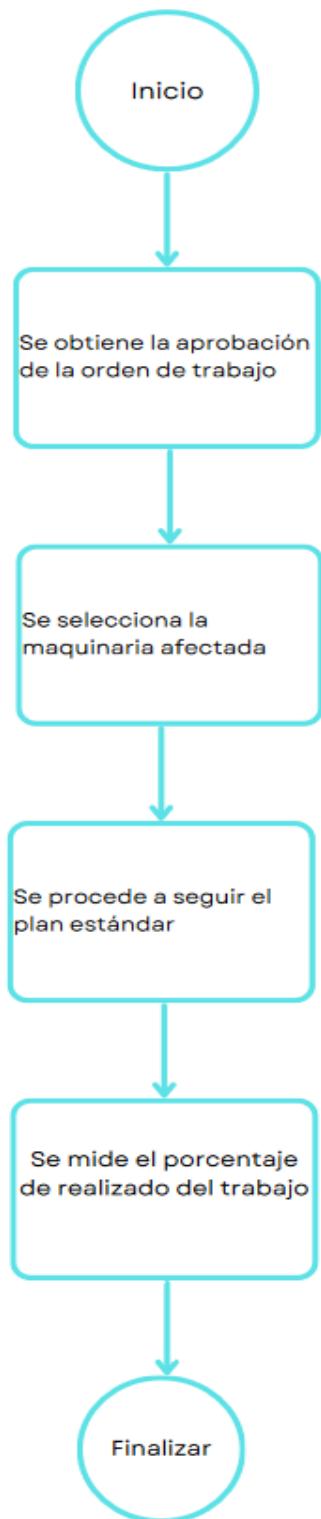 Inicio
Se obtiene la aprobación
de la orden de trabajo
Se selecciona la
maquinaria afectada
Se procede a seguir el
plan estándar
Se mide el porcentaje
de realizado del trabajo
Finalizar